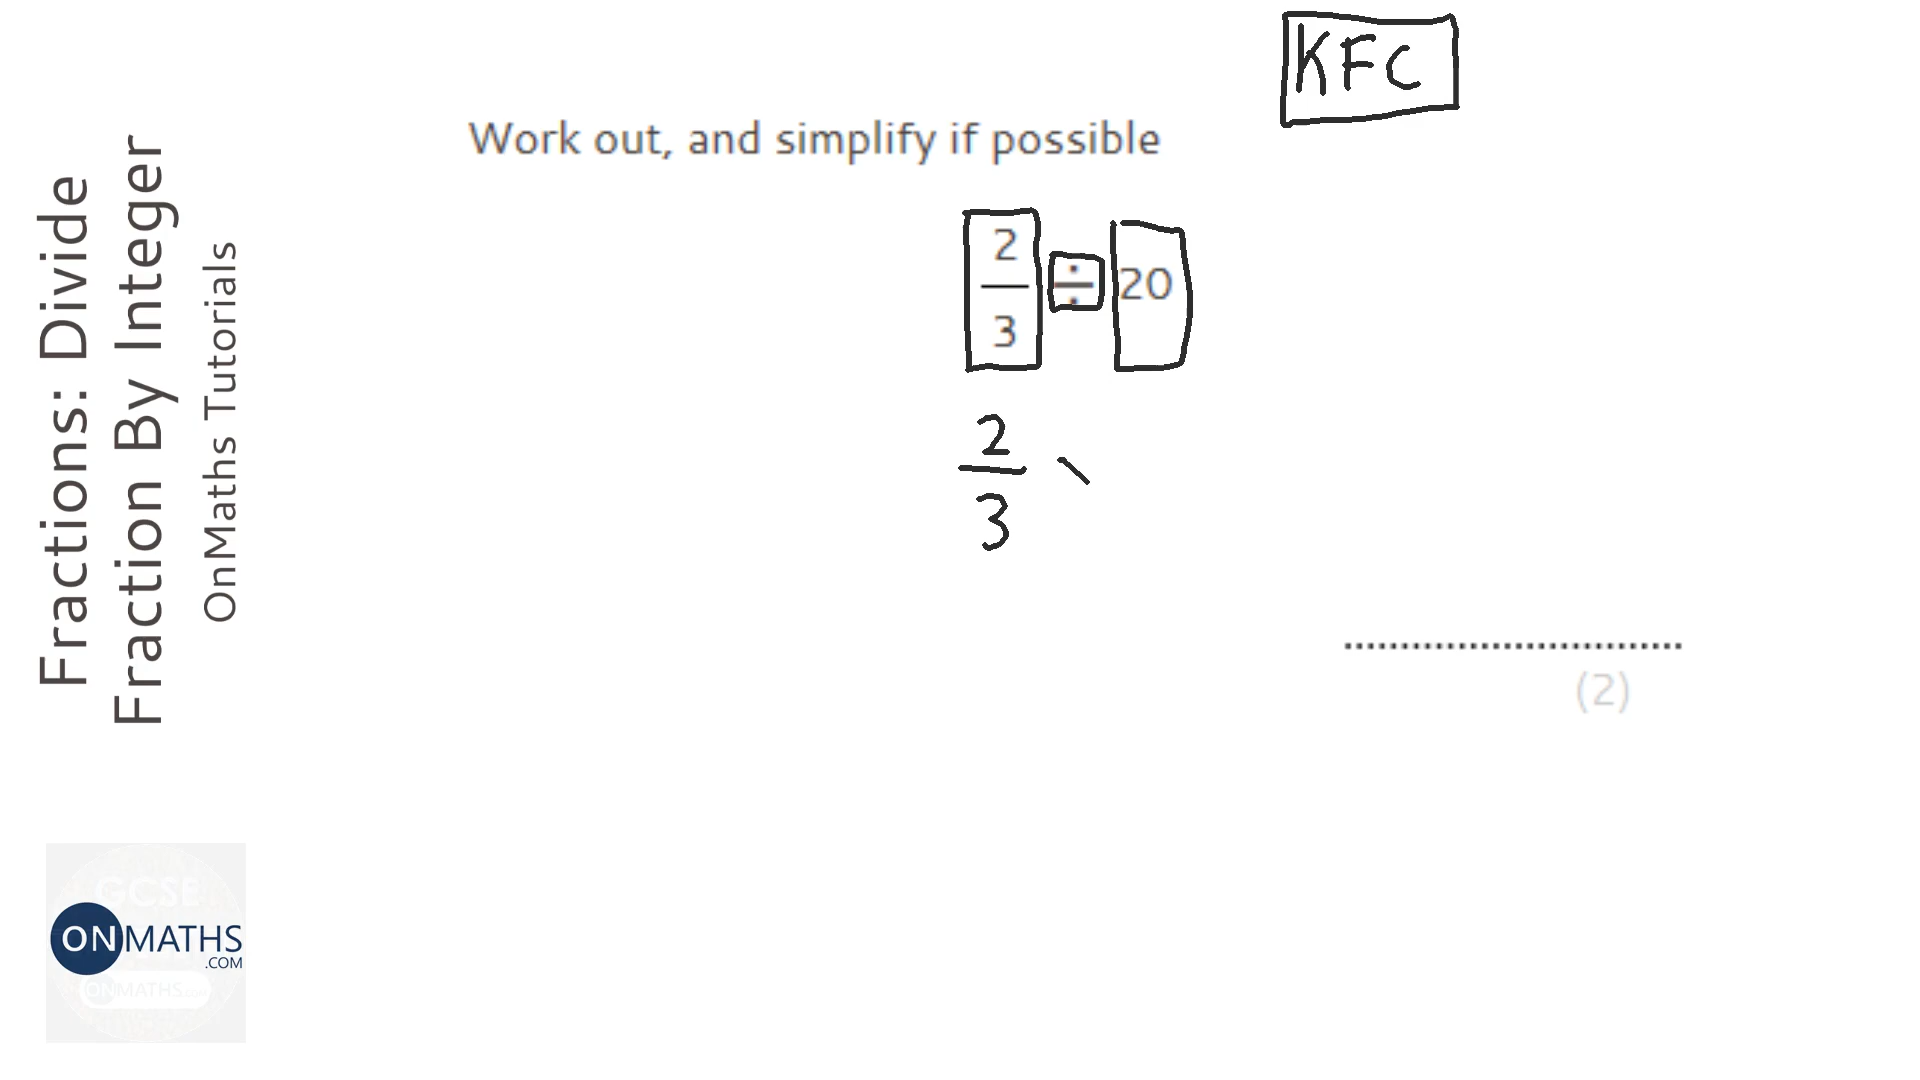 Fractions: Divide
Fraction By Integer
OnMaths Tutorials
KFC
Work out, and simplify if possible
2
3
÷ 20
2
3
(2)
GCSE
ONMATHS
.COM
ONMATHS.COM